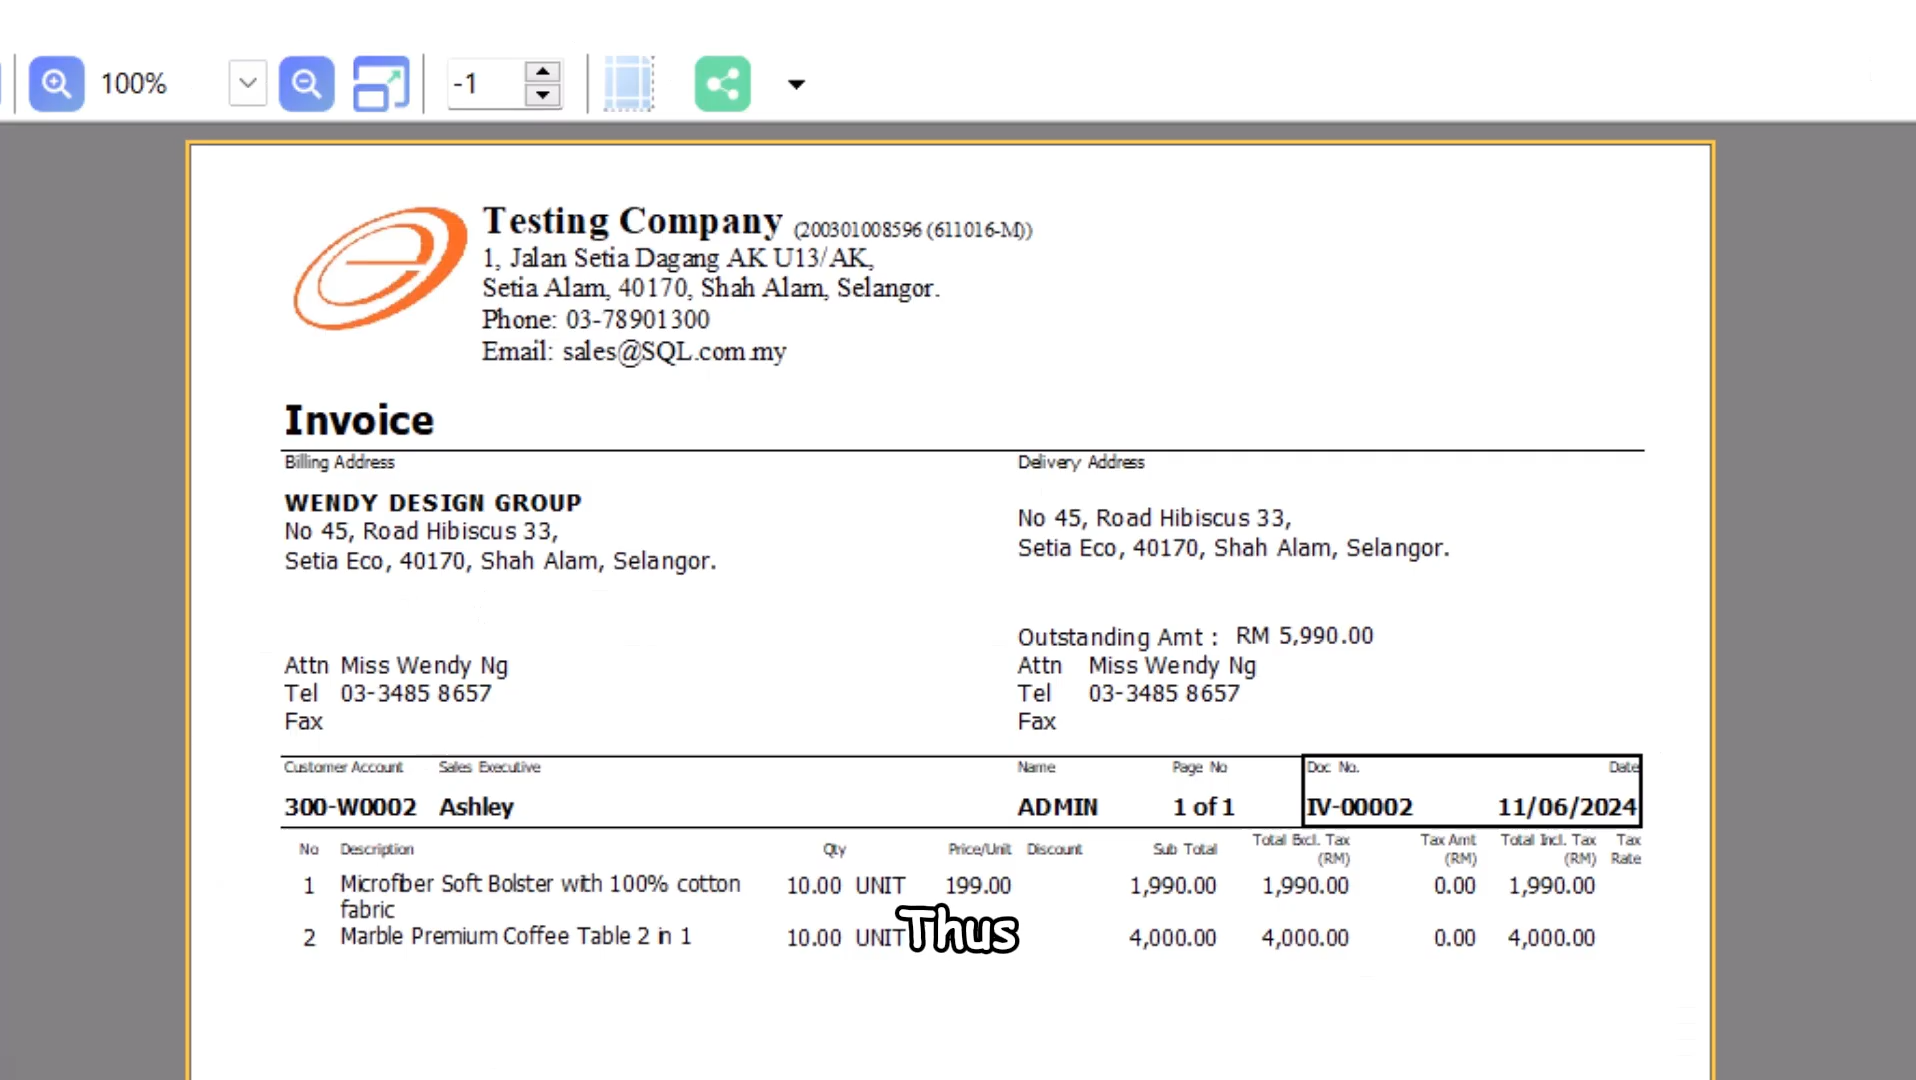 100%
-1
Testing Company (200301008596 (611016-M))
1, Jalan Setia Dagang AK U13/AK,
Setia Alam, 40170, Shah Alam, Selangor.
Phone: 03-78901300
Email: sales@SQL.com.my
Invoice
Billing Address
WENDY DESIGN GROUP
No 45, Road Hibiscus 33,
Setia Eco, 40170, Shah Alam, Selangor.
Attn Miss Wendy Ng
Tel 03-3485 8657
Fax
Delivery Address
No 45, Road Hibiscus 33,
Setia Eco, 40170, Shah Alam, Selangor.
Outstanding Amt : RM 5,990.00
Attn Miss Wendy Ng
Tel 03-3485 8657
Fax
Customer Account Sales Executive Name Page No Doc No. Date
300-W0002 Ashley ADMIN 1 of 1 IV-00002 11/06/2024
No Description Qty Price/Unit Discount Sub Total Total Excl. Tax (RM) Tax Amt (RM) Total Incl. Tax (RM) Tax Rate
1 Microfiber Soft Bolster with 100% cotton 10.00 UNIT 199.00 1,990.00 1,990.00 0.00 1,990.00
fabric
2 Marble Premium Coffee Table 2 in 1 10.00 UNIT 4,000.00 4,000.00 0.00 4,000.00
Thus